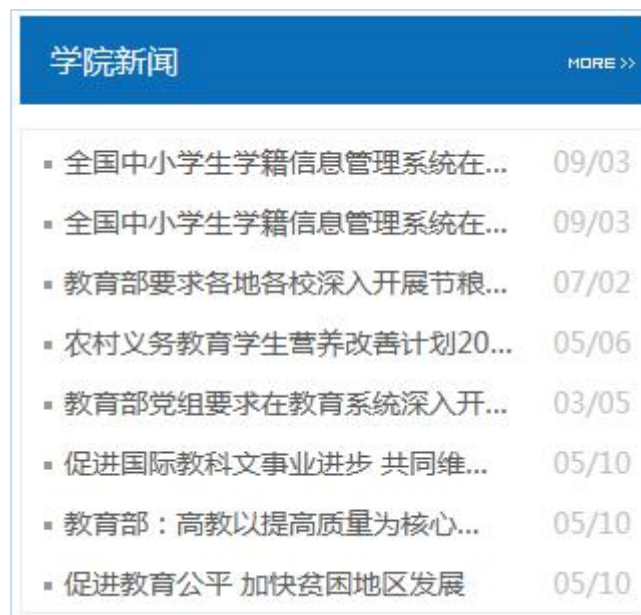 学院新闻 MORE >>
▪ 全国中小学生学籍信息管理系统在... 09/03
▪ 全国中小学生学籍信息管理系统在... 09/03
▪ 教育部要求各地各校深入开展节粮... 07/02
▪ 农村义务教育学生营养改善计划20... 05/06
▪ 教育部党组要求在教育系统深入开... 03/05
▪ 促进国际教科文事业进步 共同维... 05/10
▪ 教育部：高教以提高质量为核心... 05/10
▪ 促进教育公平 加快贫困地区发展 05/10